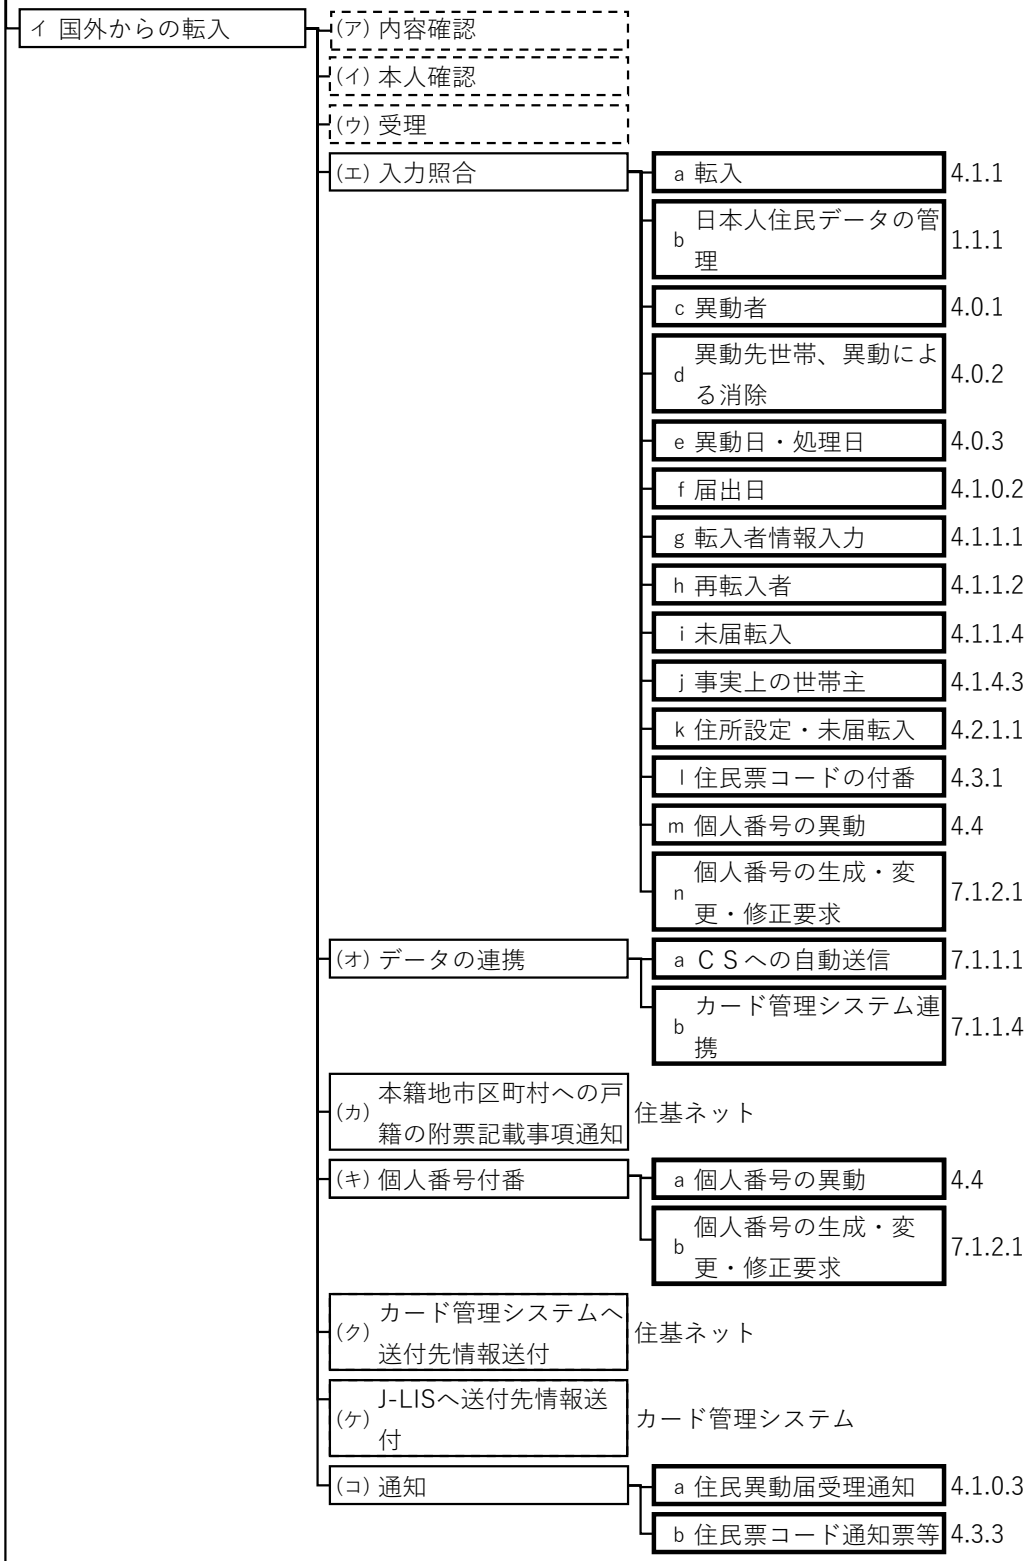 イ 国外からの転入
(ア) 内容確認
(イ) 本人確認
(ウ) 受理
(エ) 入力照合
a 転入 4.1.1
b 日本人住民データの管
理 1.1.1
c 異動者 4.0.1
d 異動先世帯、異動によ
る消除 4.0.2
e 異動日・処理日 4.0.3
f 届出日 4.1.0.2
g 転入者情報入力 4.1.1.1
h 再転入者 4.1.1.2
i 未届転入 4.1.1.4
j 事実上の世帯主 4.1.4.3
k 住所設定・未届転入 4.2.1.1
l 住民票コードの付番 4.3.1
m 個人番号の異動 4.4
n 個人番号の生成・変
更・修正要求 7.1.2.1
(オ) データの連携
a ＣＳへの自動送信 7.1.1.1
b カード管理システム連
携 7.1.1.4
(カ) 本籍地市区町村への戸
籍の附票記載事項通知 住基ネット
(キ) 個人番号付番
a 個人番号の異動 4.4
b 個人番号の生成・変
更・修正要求 7.1.2.1
(ク) カード管理システムへ
送付先情報送付 住基ネット
(ケ) J-LISへ送付先情報送
付 カード管理システム
(コ) 通知
a 住民異動届受理通知 4.1.0.3
b 住民票コード通知票等 4.3.3